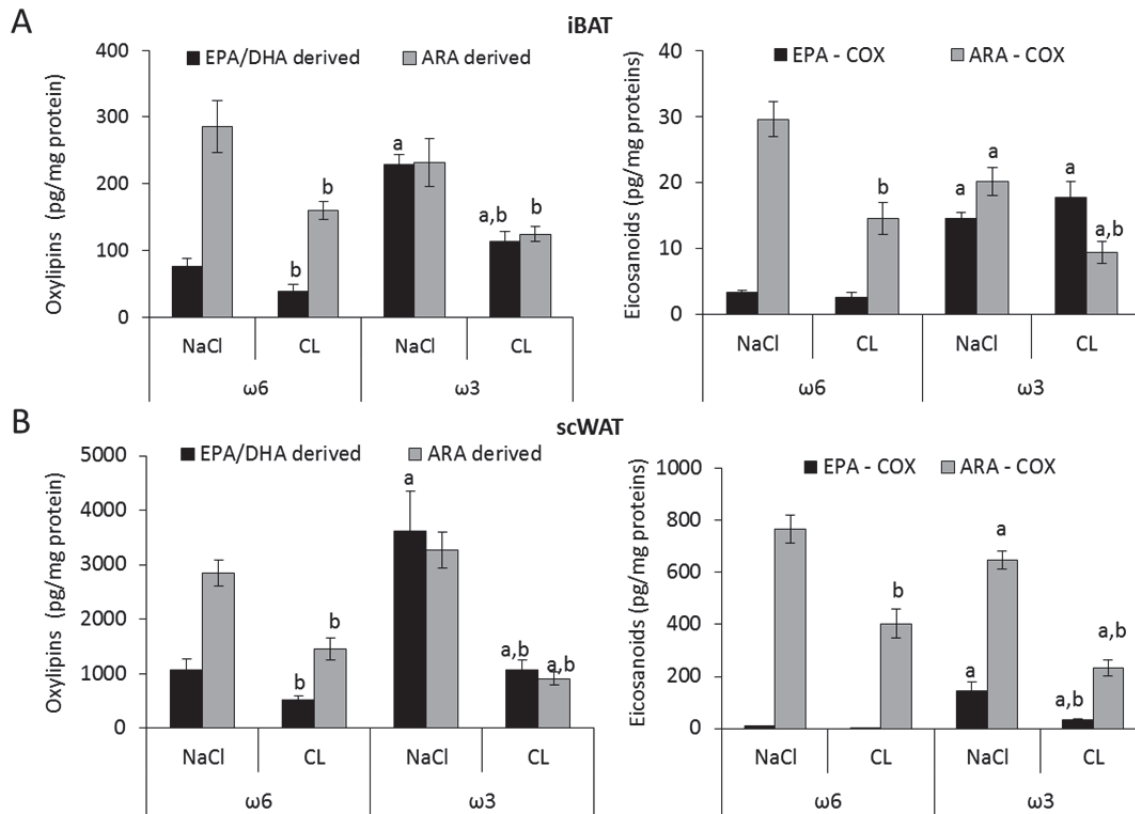 A
iBAT
EPA/DHA derived ARA derived
Oxylipins (pg/mg protein)
400
300
200
100
0
b
b
a
a,b
b
NaCl CL NaCl CL
ω6 ω3
EPA - COX ARA - COX
Eicosanoids (pg/mg proteins)
40
30
20
10
0
b
a
a
a
a,b
NaCl CL NaCl CL
ω6 ω3
B
scWAT
EPA/DHA derived ARA derived
Oxylipins (pg/mg protein)
5000
4000
3000
2000
1000
0
b
b
a
a,b
a,b
NaCl CL NaCl CL
ω6 ω3
EPA - COX ARA - COX
Eicosanoids (pg/mg proteins)
1000
800
600
400
200
0
b
a
a
a,b
a,b
NaCl CL NaCl CL
ω6 ω3